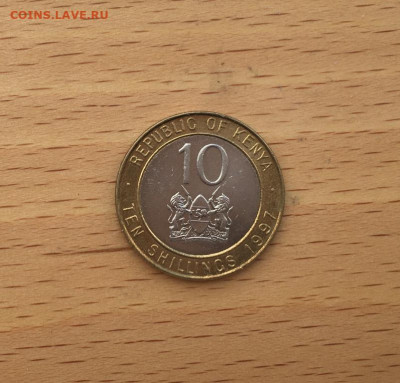 COINS.LAVE.RU
REPUBLIC OF KENYA
10
TEN SHILLINGS 1997